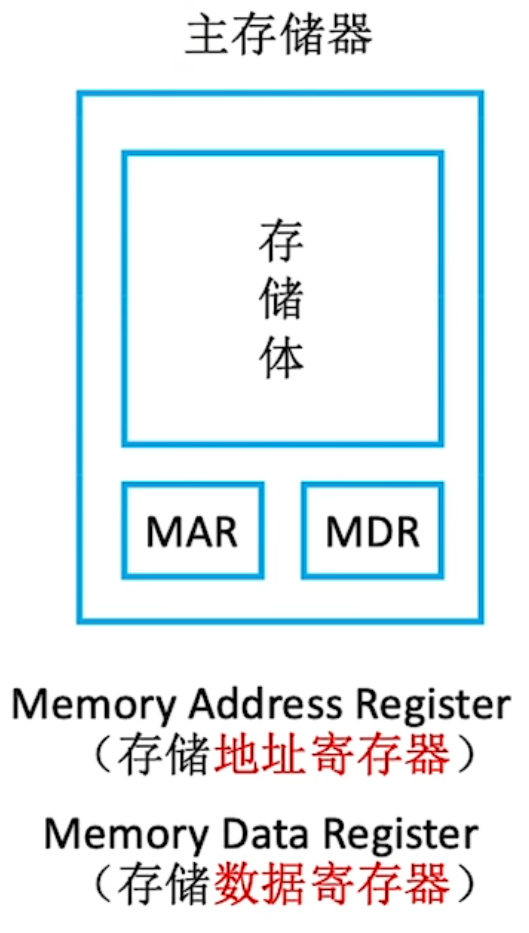 主存储器
存
储
体
MAR MDR
Memory Address Register
（存储地址寄存器）
Memory Data Register
（存储数据寄存器）